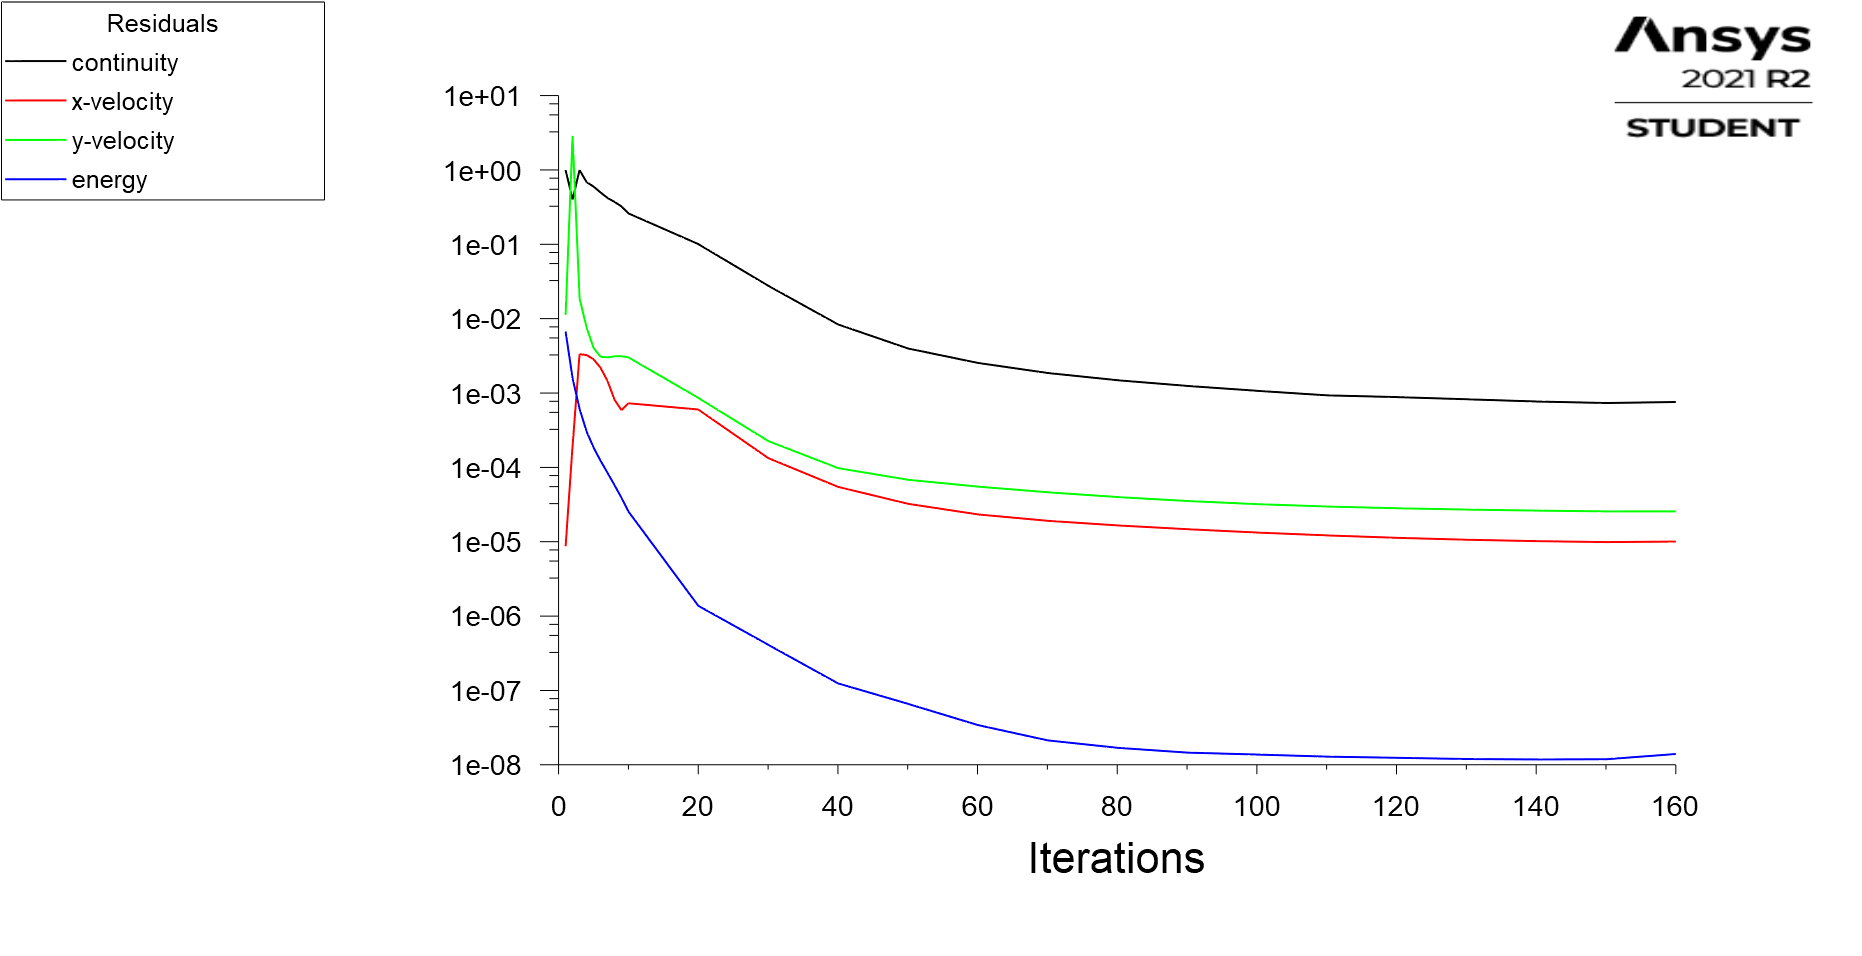 Residuals
continuity
x-velocity
y-velocity
energy
Ansys
2021 R2
STUDENT
1e+01
1e+00
1e-01
1e-02
1e-03
1e-04
1e-05
1e-06
1e-07
1e-08
0 20 40 60 80 100 120 140 160
Iterations